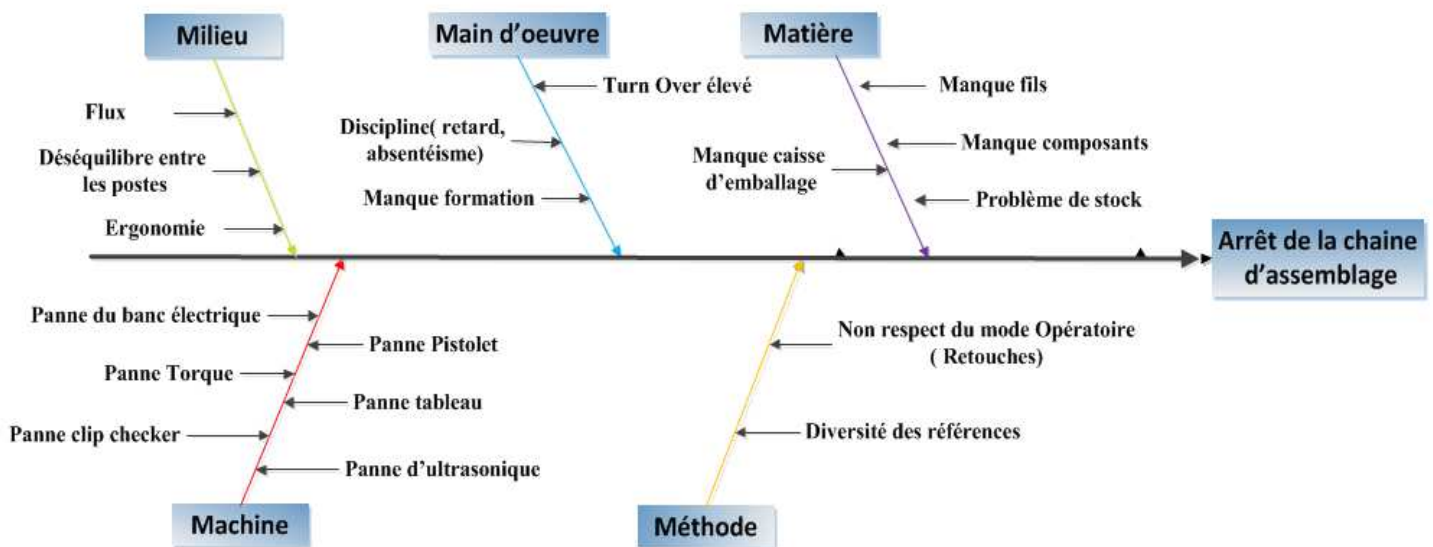 Milieu
Main d'oeuvre
Matière
Flux
Déséquilibre entre
les postes
Ergonomie
Turn Over élevé
Discipline( retard,
absentéisme)
Manque formation
Manque fils
Manque composants
Manque caisse
d'emballage
Problème de stock
Arrêt de la chaine
d'assemblage
Panne du banc électrique
Panne Pistolet
Panne Torque
Panne tableau
Panne clip checker
Panne d'ultrasonique
Non respect du mode Opératoire
( Retouches)
Diversité des références
Machine
Méthode